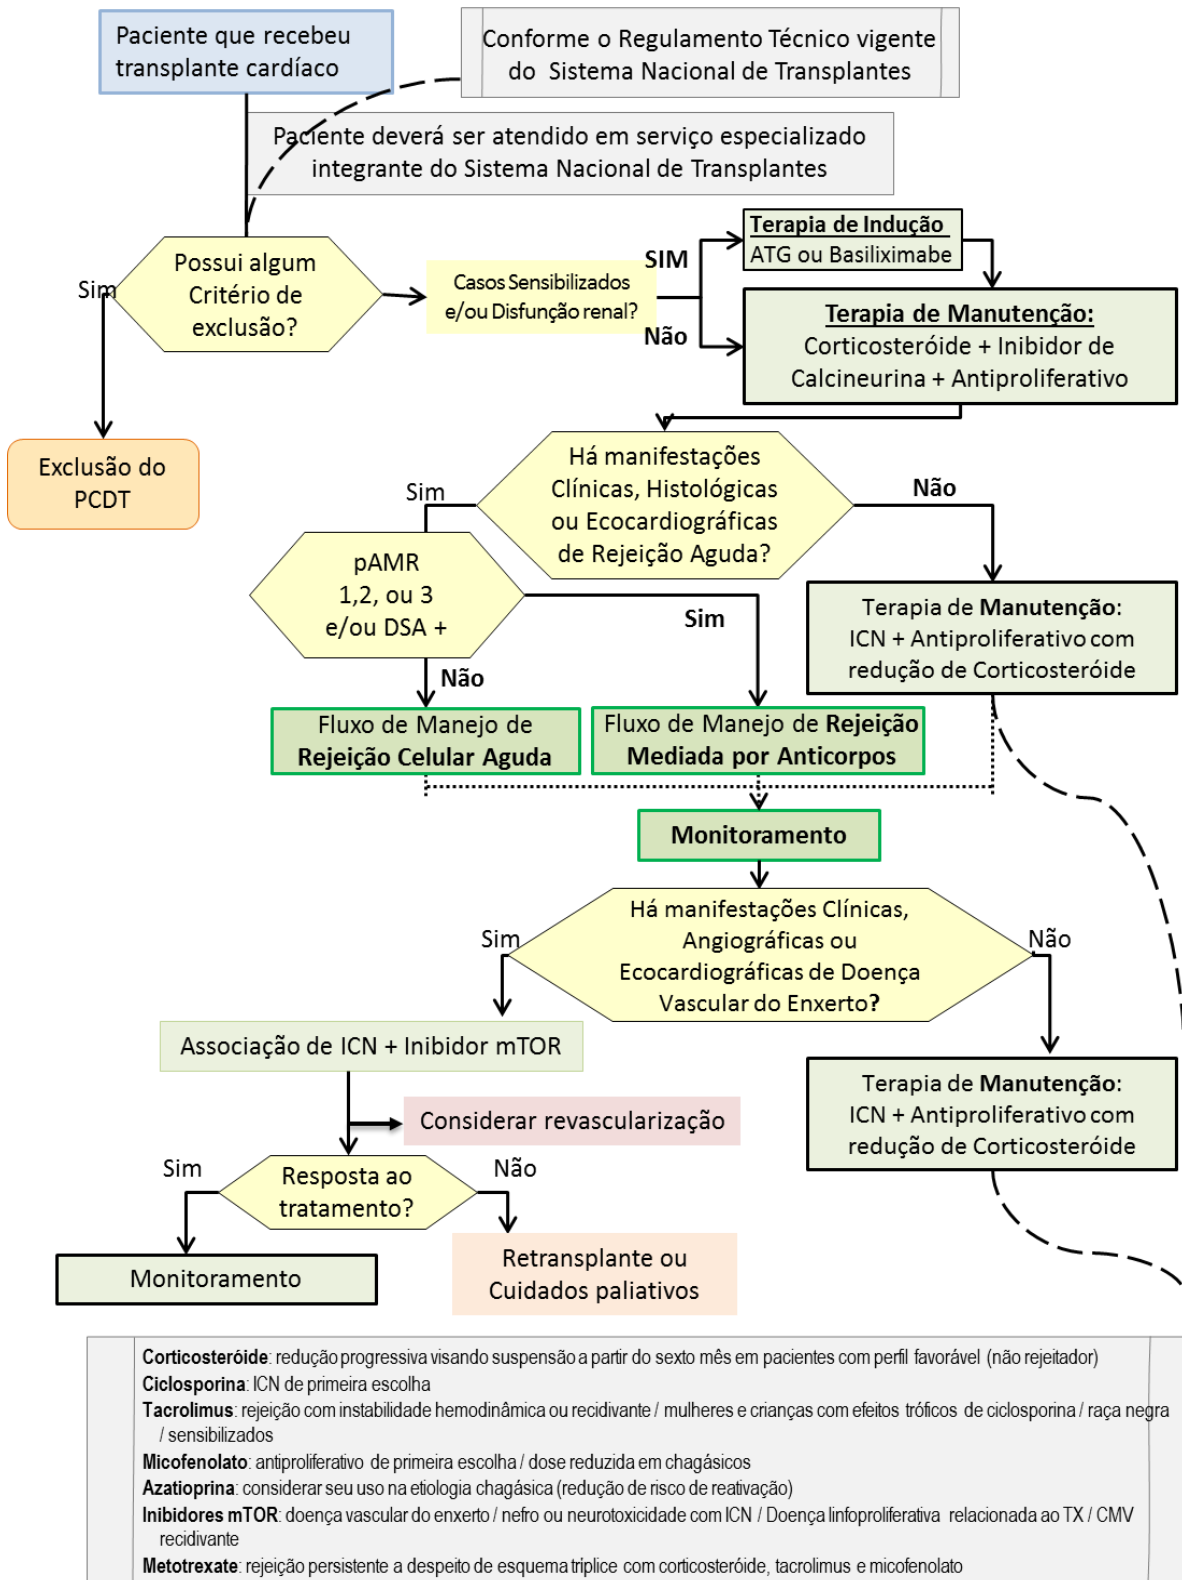 Paciente que recebeu
transplante cardíaco
Conforme o Regulamento Técnico vigente
do Sistema Nacional de Transplantes
Paciente deverá ser atendido em serviço especializado
integrante do Sistema Nacional de Transplantes
Possui algum
Critério de
exclusão?
Sim
Casos Sensibilizados
e/ou Disfunção renal?
SIM
Não
Terapia de Indução
ATG ou Basiliximabe
Terapia de Manutenção:
Corticosteróide + Inibidor de
Calcineurina + Antiproliferativo
Exclusão do
PCDT
Há manifestações
Clínicas, Histológicas
ou Ecocardiográficas
de Rejeição Aguda?
Sim
Não
pAMR
1,2, ou 3
e/ou DSA +
Sim
Não
Terapia de Manutenção:
ICN + Antiproliferativo com
redução de Corticosteróide
Fluxo de Manejo de
Rejeição Celular Aguda
Fluxo de Manejo de Rejeição
Mediada por Anticorpos
Monitoramento
Há manifestações Clínicas,
Angiográficas ou
Ecocardiográficas de Doença
Vascular do Enxerto?
Sim
Não
Associação de ICN + Inibidor mTOR
Considerar revascularização
Terapia de Manutenção:
ICN + Antiproliferativo com
redução de Corticosteróide
Resposta ao
tratamento?
Sim
Não
Monitoramento
Retransplante ou
Cuidados paliativos
Corticosteróide: redução progressiva visando suspensão a partir do sexto mês em pacientes com perfil favorável (não rejeitador)
Ciclosporina: ICN de primeira escolha
Tacrolimus: rejeição com instabilidade hemodinâmica ou recidivante / mulheres e crianças com efeitos tróficos de ciclosporina / raça negra
/ sensibilizados
Micofenolato: antiproliferativo de primeira escolha / dose reduzida em chagásicos
Azatioprina: considerar seu uso na etiologia chagásica (redução de risco de reativação)
Inibidores mTOR: doença vascular do enxerto / nefro ou neurotoxicidade com ICN / Doença linfoproliferativa relacionada ao TX / CMV
recidivante
Metotrexate: rejeição persistente a despeito de esquema tríplice com corticosteróide, tacrolimus e micofenolato